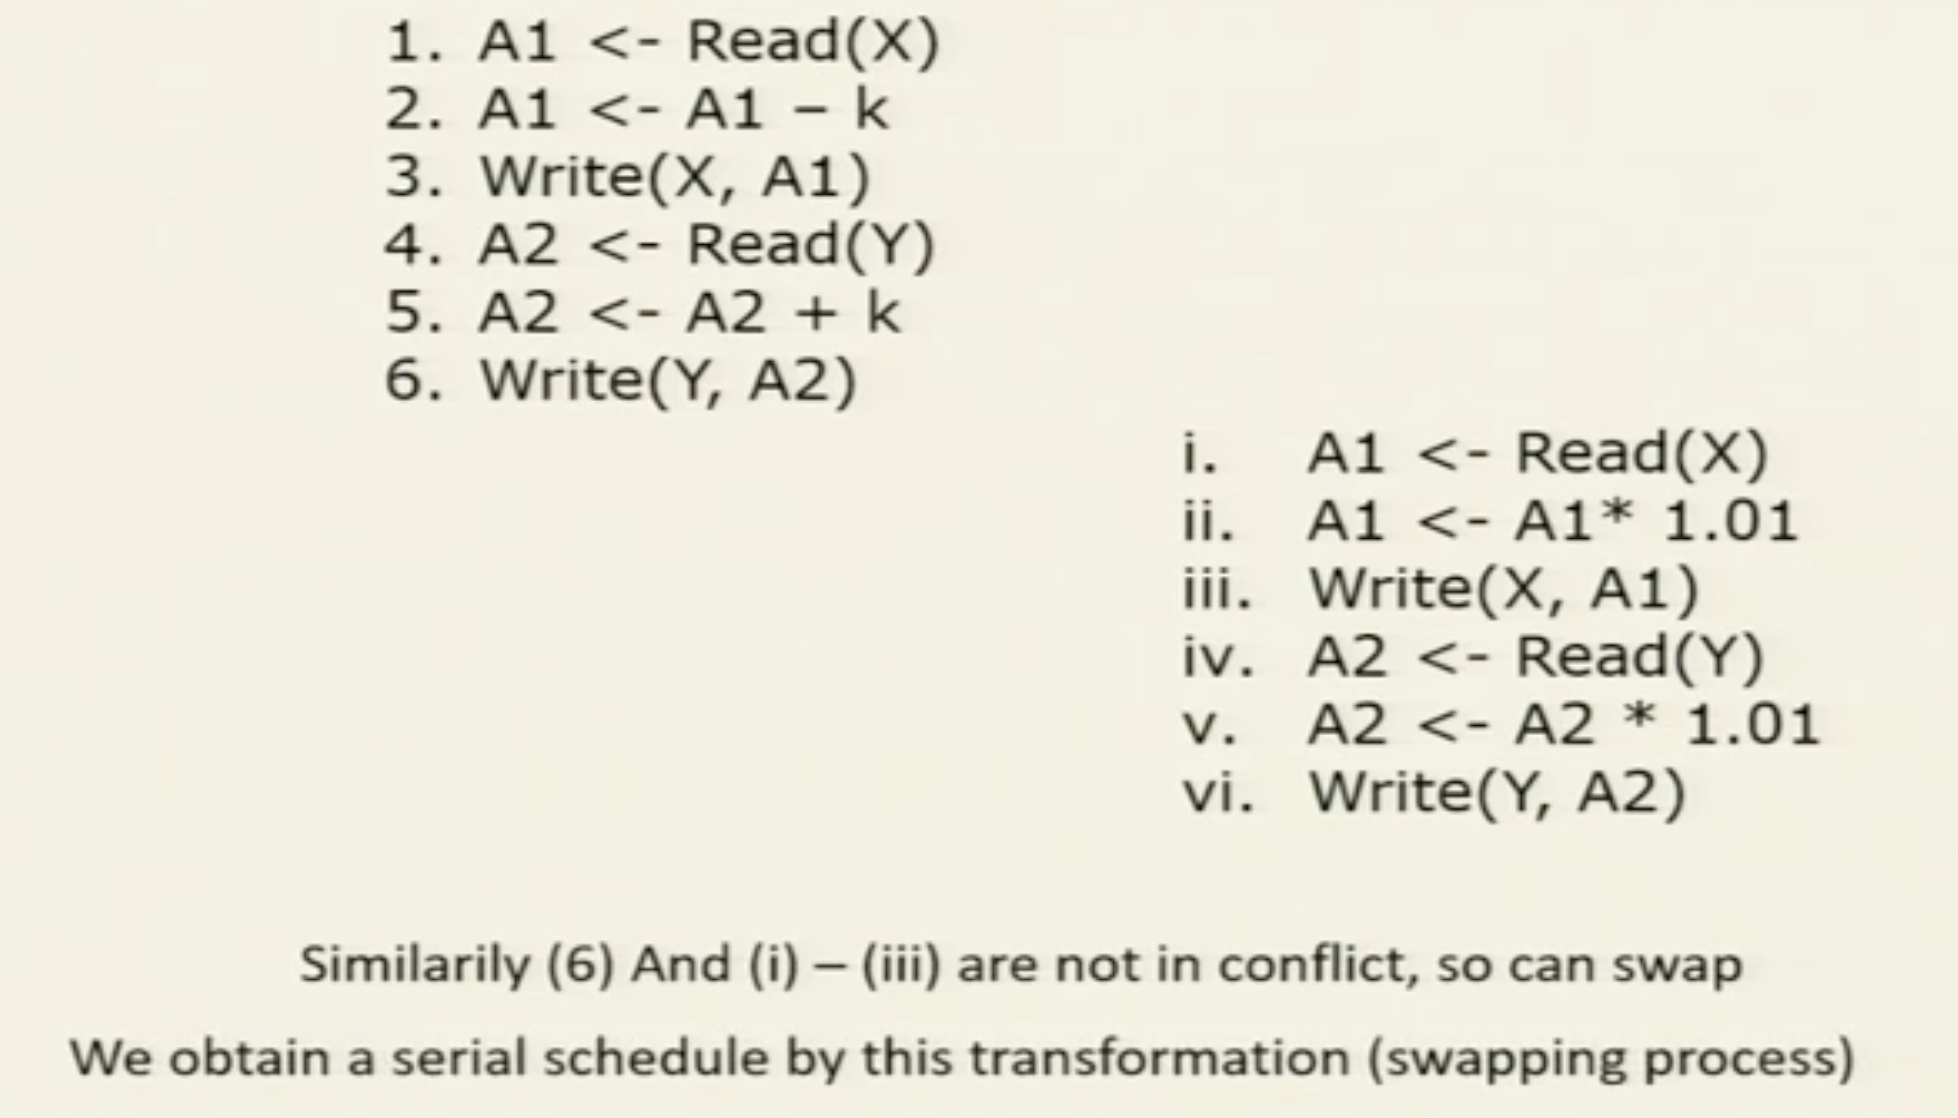 1. A1 <- Read(X)
2. A1 <- A1 – k
3. Write(X, A1)
4. A2 <- Read(Y)
5. A2 <- A2 + k
6. Write(Y, A2)
i. A1 <- Read(X)
ii. A1 <- A1* 1.01
iii. Write(X, A1)
iv. A2 <- Read(Y)
v. A2 <- A2 * 1.01
vi. Write(Y, A2)
Similarily (6) And (i) – (iii) are not in conflict, so can swap
We obtain a serial schedule by this transformation (swapping process)